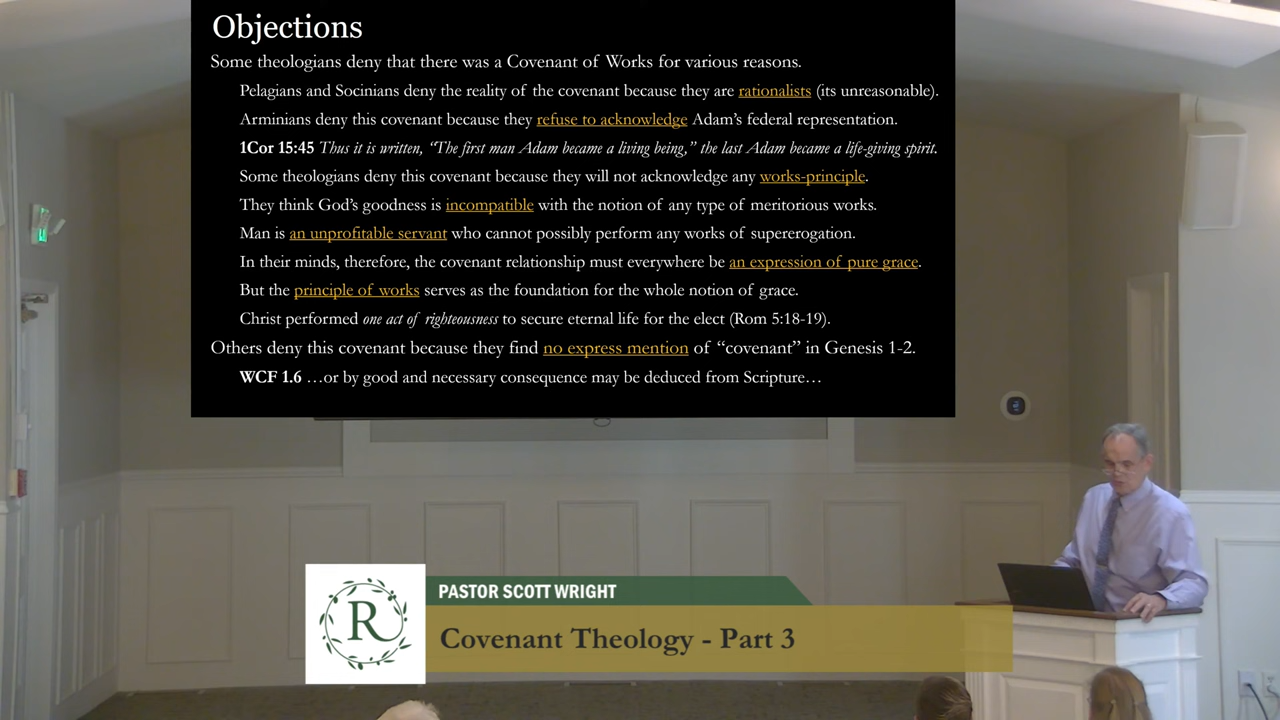 Objections
Some theologians deny that there was a Covenant of Works for various reasons.
Pelagians and Socinians deny the reality of the covenant because they are rationalists (its unreasonable).
Arminians deny this covenant because they refuse to acknowledge Adam's federal representation.
1Cor 15:45 Thus it is written, “The first man Adam became a living being,” the last Adam became a life-giving spirit.
Some theologians deny this covenant because they will not acknowledge any works-principle.
They think God's goodness is incompatible with the notion of any type of meritorious works.
Man is an unprofitable servant who cannot possibly perform any works of supererogation.
In their minds, therefore, the covenant relationship must everywhere be an expression of pure grace.
But the principle of works serves as the foundation for the whole notion of grace.
Christ performed one act of righteousness to secure eternal life for the elect (Rom 5:18-19).
Others deny this covenant because they find no express mention of “covenant” in Genesis 1-2.
WCF 1.6 …or by good and necessary consequence may be deduced from Scripture…
R
PASTOR SCOTT WRIGHT
Covenant Theology - Part 3